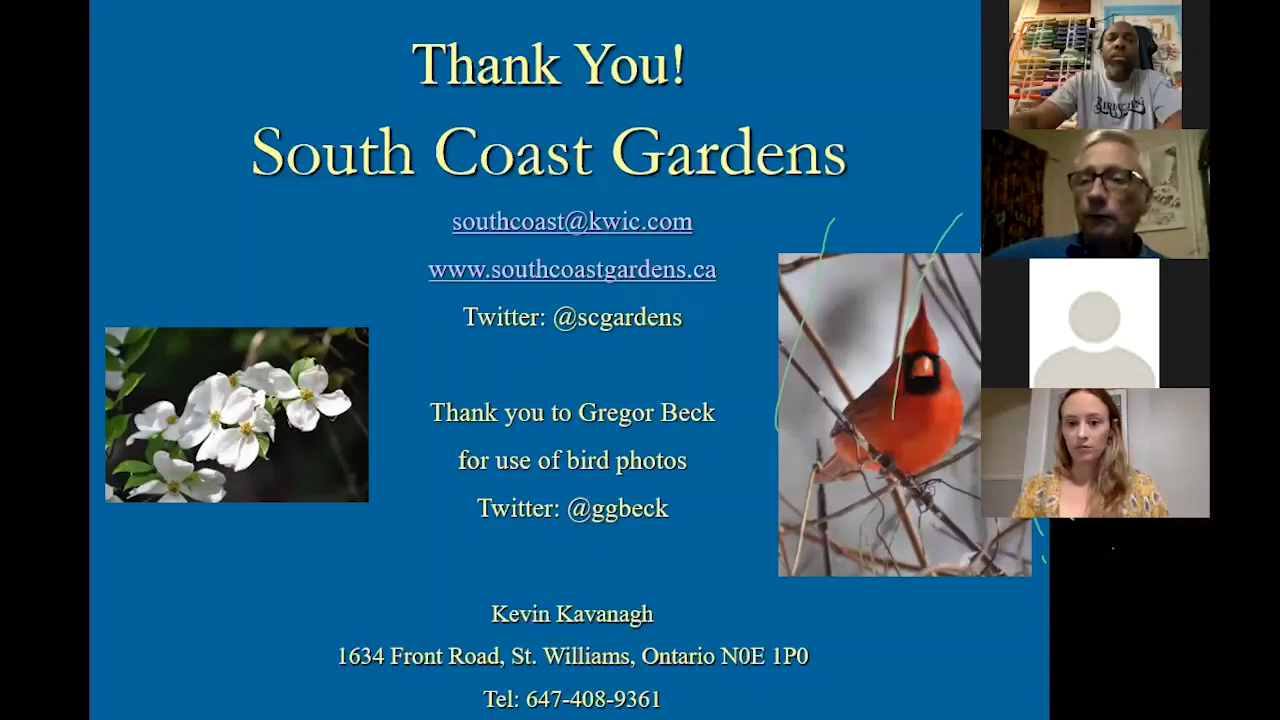 Thank You!
South Coast Gardens
southcoast@kwic.com
www.southcoastgardens.ca
Twitter: @scgardens
Thank you to Gregor Beck
for use of bird photos
Twitter: @ggbeck
Kevin Kavanagh
1634 Front Road, St. Williams, Ontario N0E 1P0
Tel: 647-408-9361